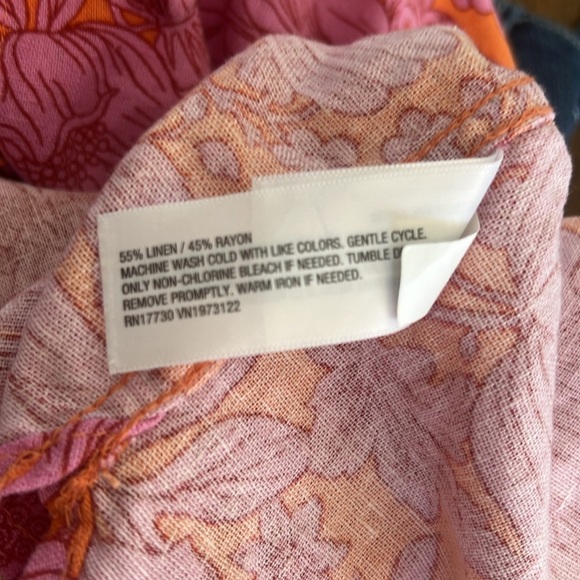 55% LINEN / 45% RAYON
MACHINE WASH COLD WITH LIKE COLORS. GENTLE CYCLE.
ONLY NON-CHLORINE BLEACH IF NEEDED. TUMBLE D
REMOVE PROMPTLY. WARM IRON IF NEEDED.
RN17730 VN1973122